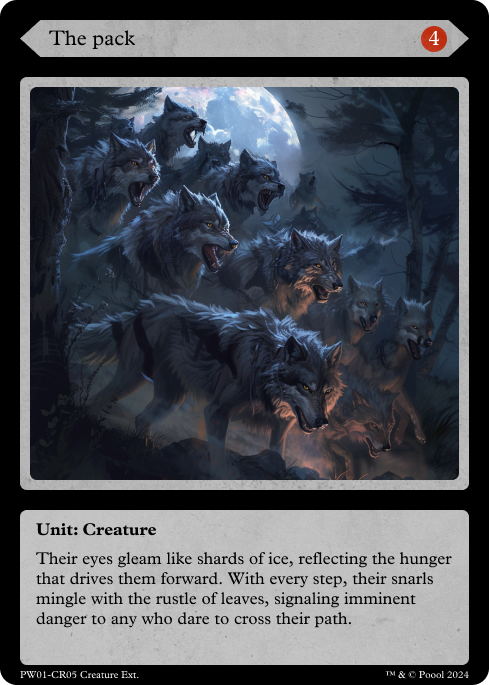 The pack
4
Unit: Creature
Their eyes gleam like shards of ice, reflecting the hunger
that drives them forward. With every step, their snarls
mingle with the rustle of leaves, signaling imminent
danger to any who dare to cross their path.
PW01-CR05 Creature Ext.
™ & © Poool 2024